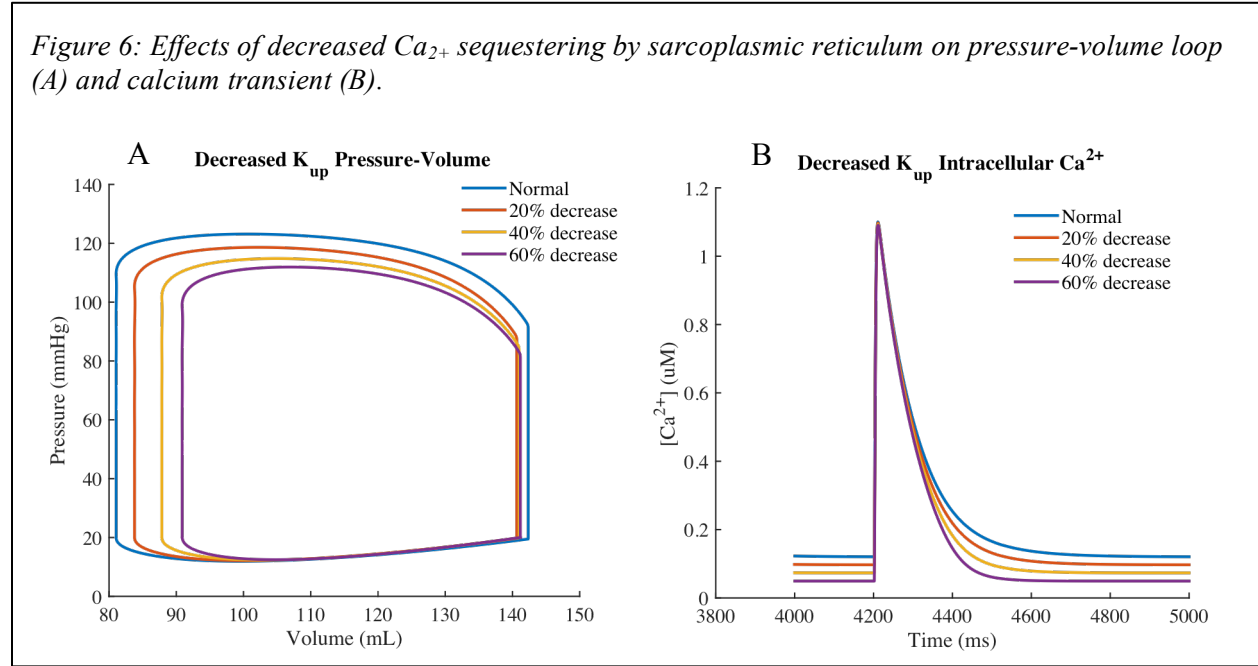 Figure 6: Effects of decreased Ca2+ sequestering by sarcoplasmic reticulum on pressure-volume loop
(A) and calcium transient (B).
A
Decreased Kup Pressure-Volume
Normal
20% decrease
40% decrease
60% decrease
140
120
100
80
60
40
20
0
Pressure (mmHg)
80
90
100
110
120
130
140
150
Volume (mL)
B
Decreased Kup Intracellular Ca2+
Normal
20% decrease
40% decrease
60% decrease
1.2
1
0.8
0.6
0.4
0.2
0
[Ca2+] (uM)
3800
4000
4200
4400
4600
4800
5000
Time (ms)